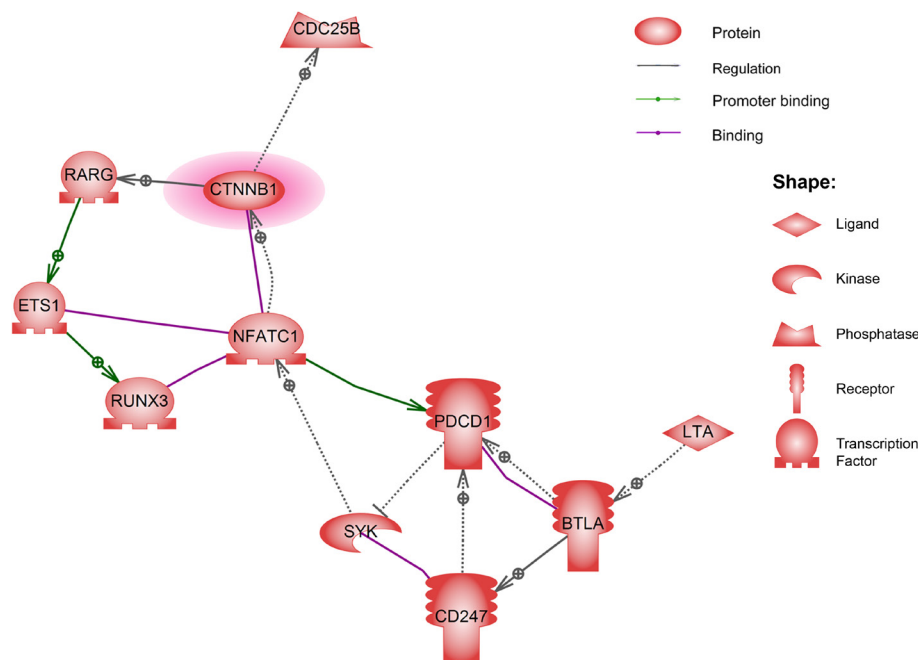 CDC25B
Protein
Regulation
Promoter binding
Binding
RARG
CTNNB1
Shape:
Ligand
Kinase
ETS1
NFATC1
Phosphatase
RUNX3
Receptor
PDCD1
LTA
Transcription
Factor
SYK
BTLA
CD247